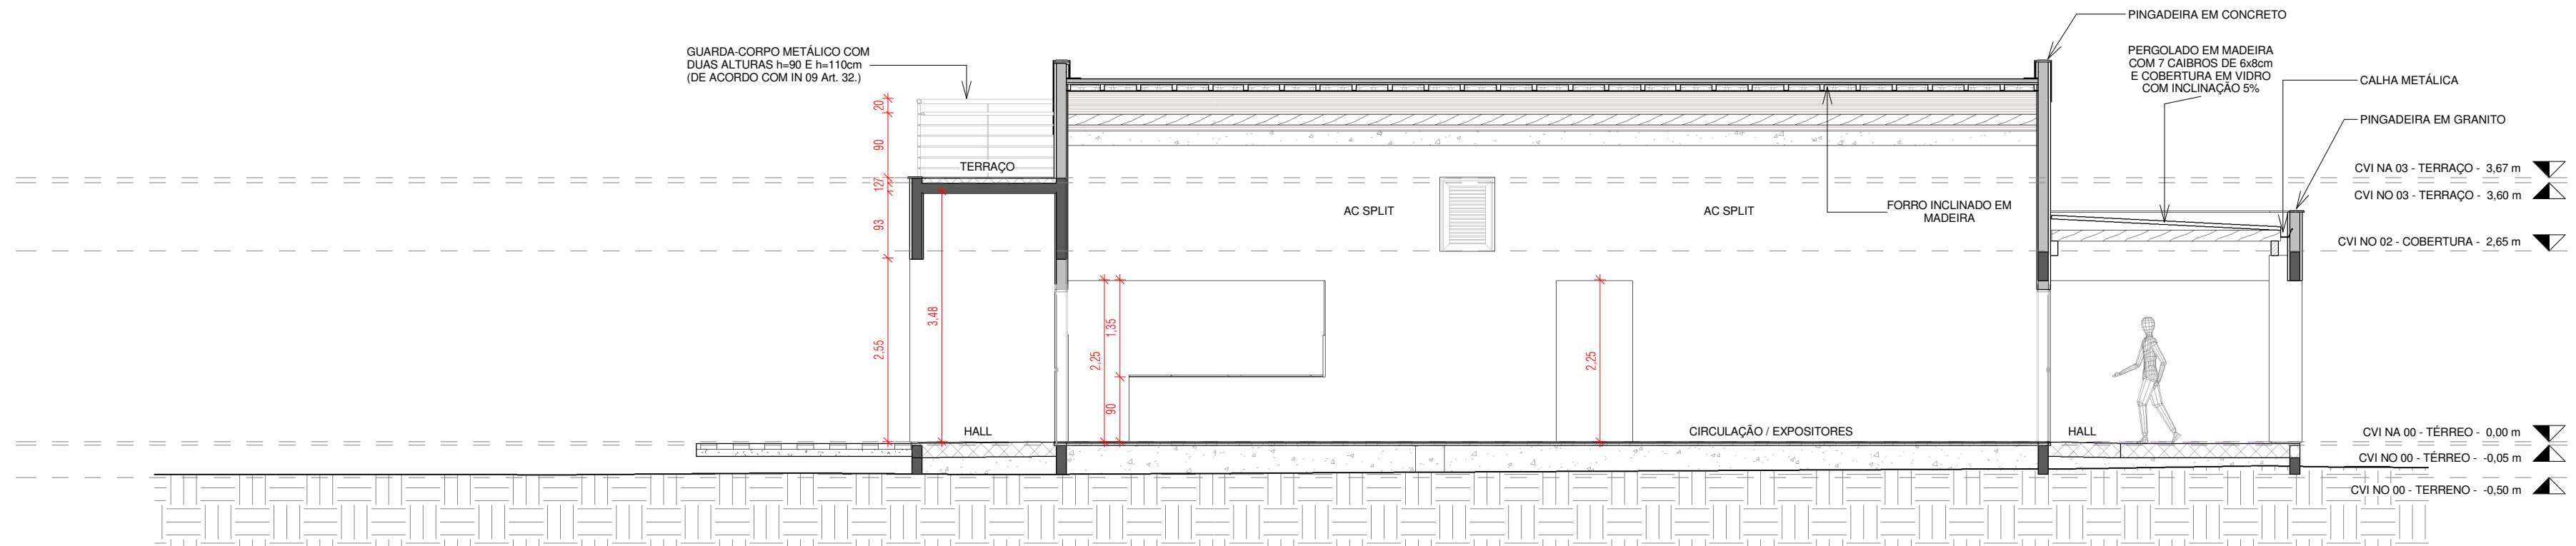 PINGADEIRA EM CONCRETO
GUARDA-CORPO METÁLICO COM
DUAS ALTURAS h=90 E h=110cm
(DE ACORDO COM IN 09 Art. 32.)
PERGOLADO EM MADEIRA
COM 7 CAIBROS DE 6x8cm
E COBERTURA EM VIDRO
COM INCLINAÇÃO 5%
CALHA METÁLICA
PINGADEIRA EM GRANITO
20
90
TERRAÇO
CVI NA 03 - TERRAÇO - 3,67 m
127
CVI NO 03 - TERRAÇO - 3,60 m
AC SPLIT
AC SPLIT
FORRO INCLINADO EM
MADEIRA
93
CVI NO 02 - COBERTURA - 2,65 m
3,48
2,55
2,25
1,35
90
2,25
HALL
CIRCULAÇÃO / EXPOSITORES
HALL
CVI NA 00 - TÉRREO - 0,00 m
CVI NO 00 - TÉRREO - -0,05 m
CVI NO 00 - TERRENO - -0,50 m